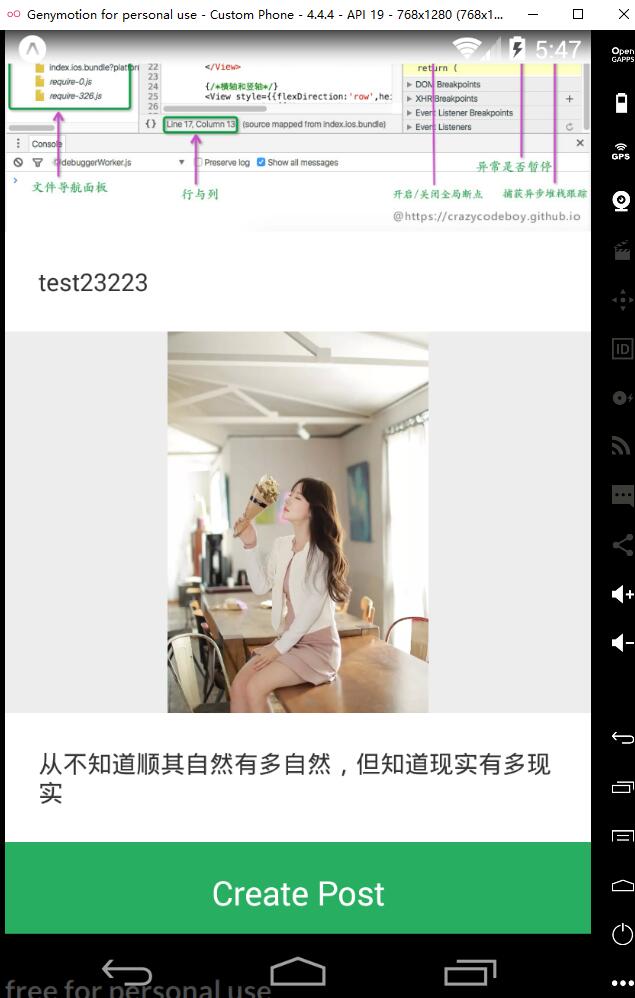 Genymotion for personal use - Custom Phone - 4.4.4 - API 19 - 768x1280 (768x1...
5:47
Open
GAPPS
index.ios.bundle?platfor
require-0.js
require-326.js
22
23
24
25
26
</View>
{/*横轴和竖轴*/}
<View style={{flexDirection:'row',hei
return (
DOM Breakpoints
XHR Breakpoints
Event Listener Breakpoints
Event Listeners
{} Line 17, Column 13 (source mapped from index.ios.bundle)
Console
debuggerWorker.js
Preserve log
Show all messages
文件导航面板
行与列
异常是否暂停
开启/关闭全局断点
捕获异步堆栈跟踪
@https://crazycodeboy.github.io
GPS
ID
test23223
从不知道顺其自然有多自然，但知道现实有多现
实
Create Post
free for personal use